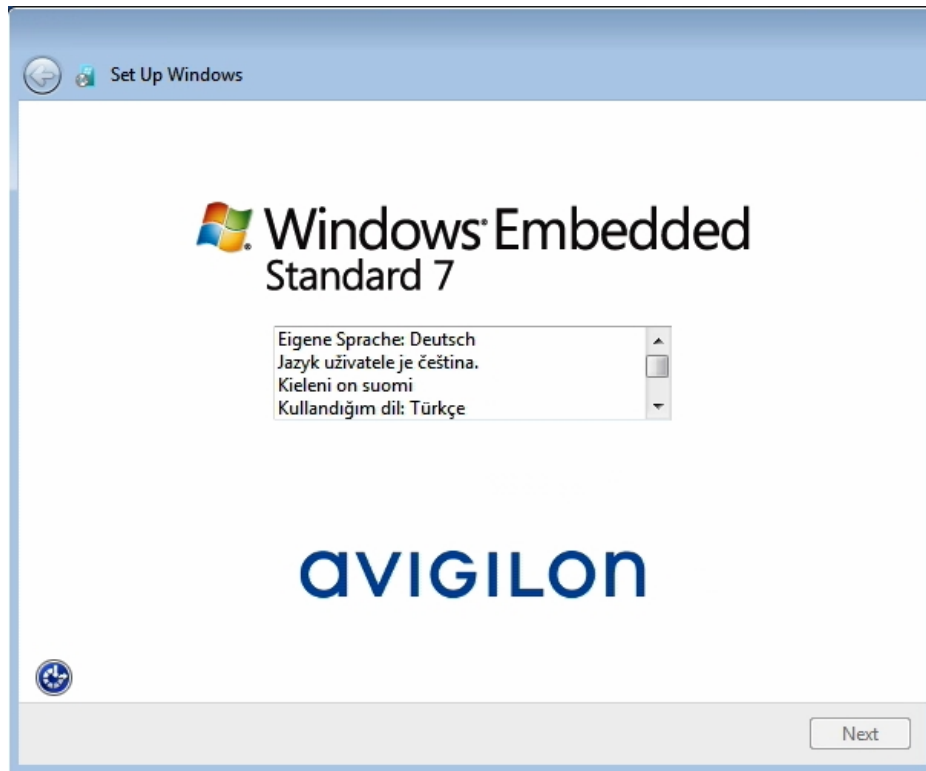 Set Up Windows
Windows® Embedded
Standard 7
Eigene Sprache: Deutsch
Jazyk uživatele je čeština.
Kieleni on suomi
Kullandığım dil: Türkçe
avigilon
Next